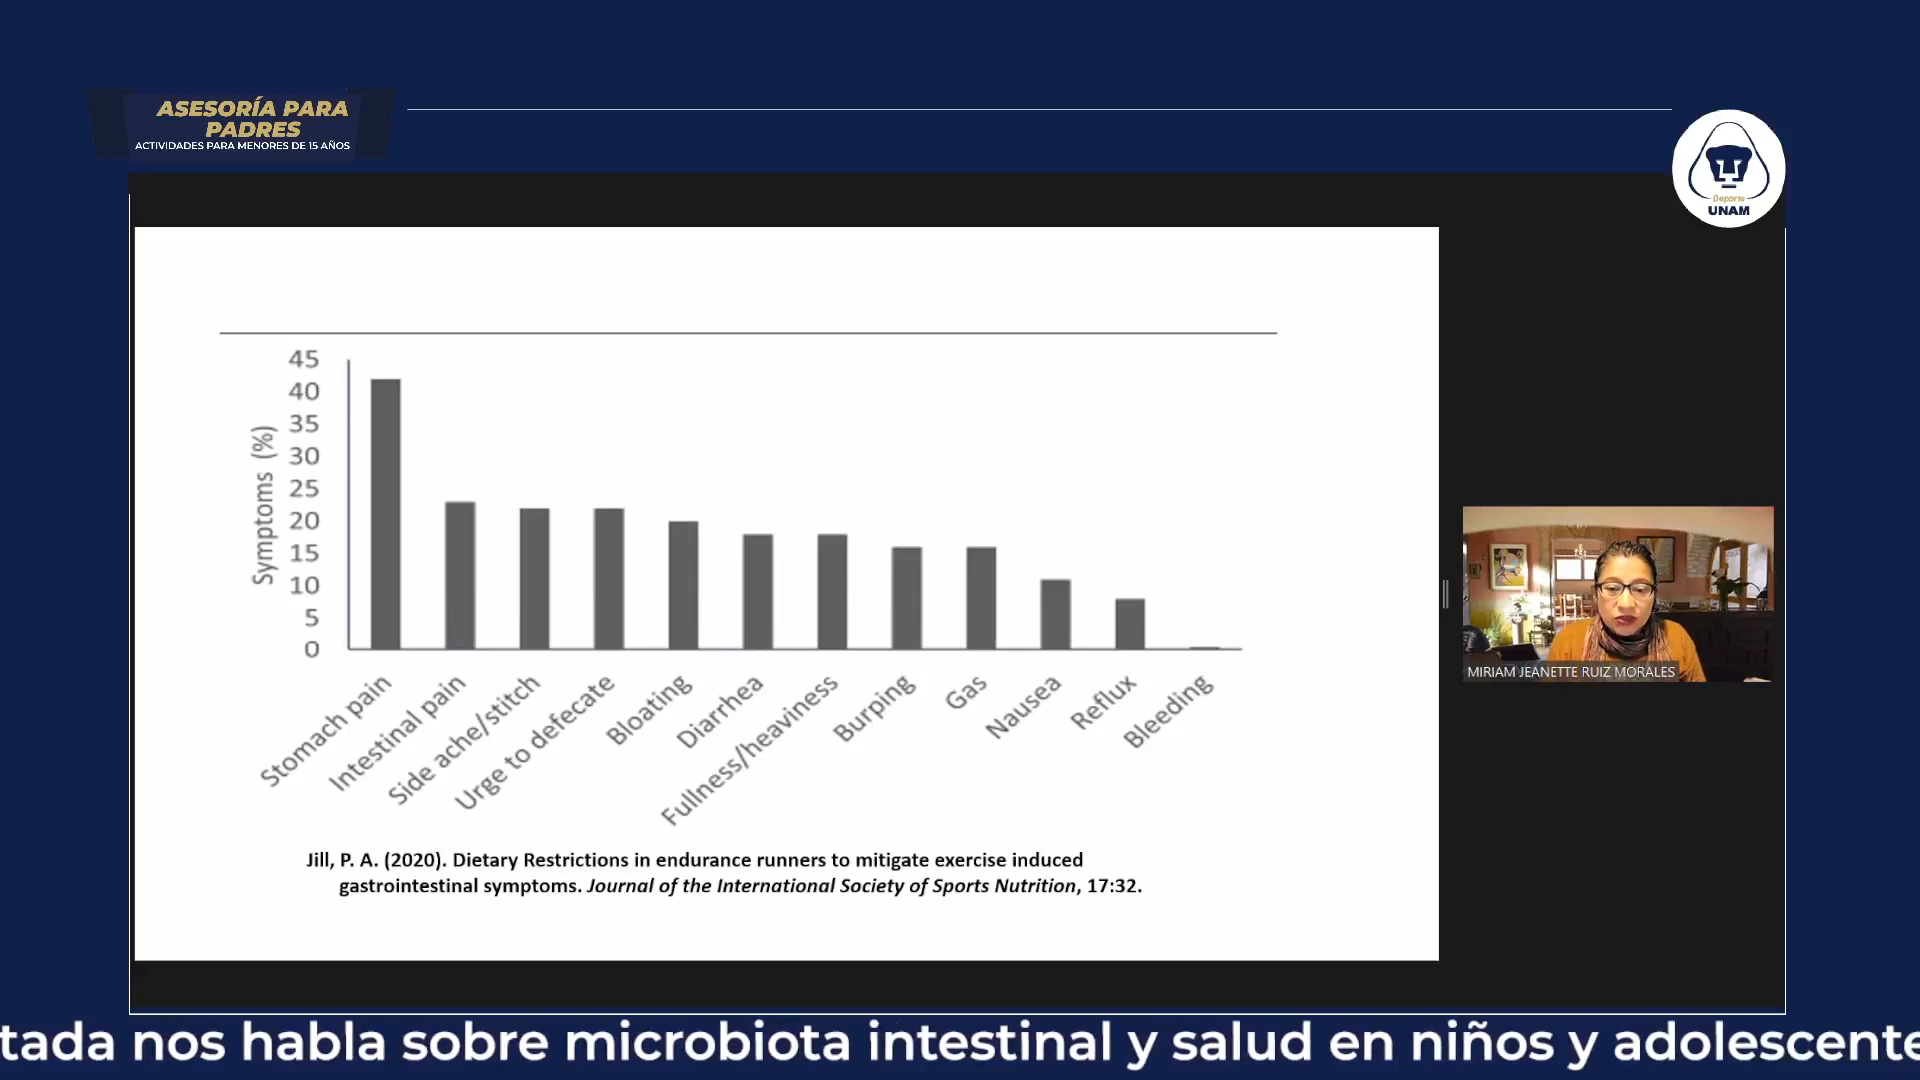 ASESORÍA PARA
PADRES
ACTIVIDADES PARA MENORES DE 15 AÑOS
Deporte
UNAM
45
40
35
30
25
20
15
10
5
0
Symptoms (%)
Stomach pain
Intestinal pain
Side ache/stitch
Urge to defecate
Bloating
Diarrhea
Fullness/heaviness
Burping
Gas
Nausea
Reflux
Bleeding
Jill, P. A. (2020). Dietary Restrictions in endurance runners to mitigate exercise induced
gastrointestinal symptoms. Journal of the International Society of Sports Nutrition, 17:32.
MIRIAM JEANETTE RUIZ MORALES
tada nos habla sobre microbiota intestinal y salud en niños y adolescente